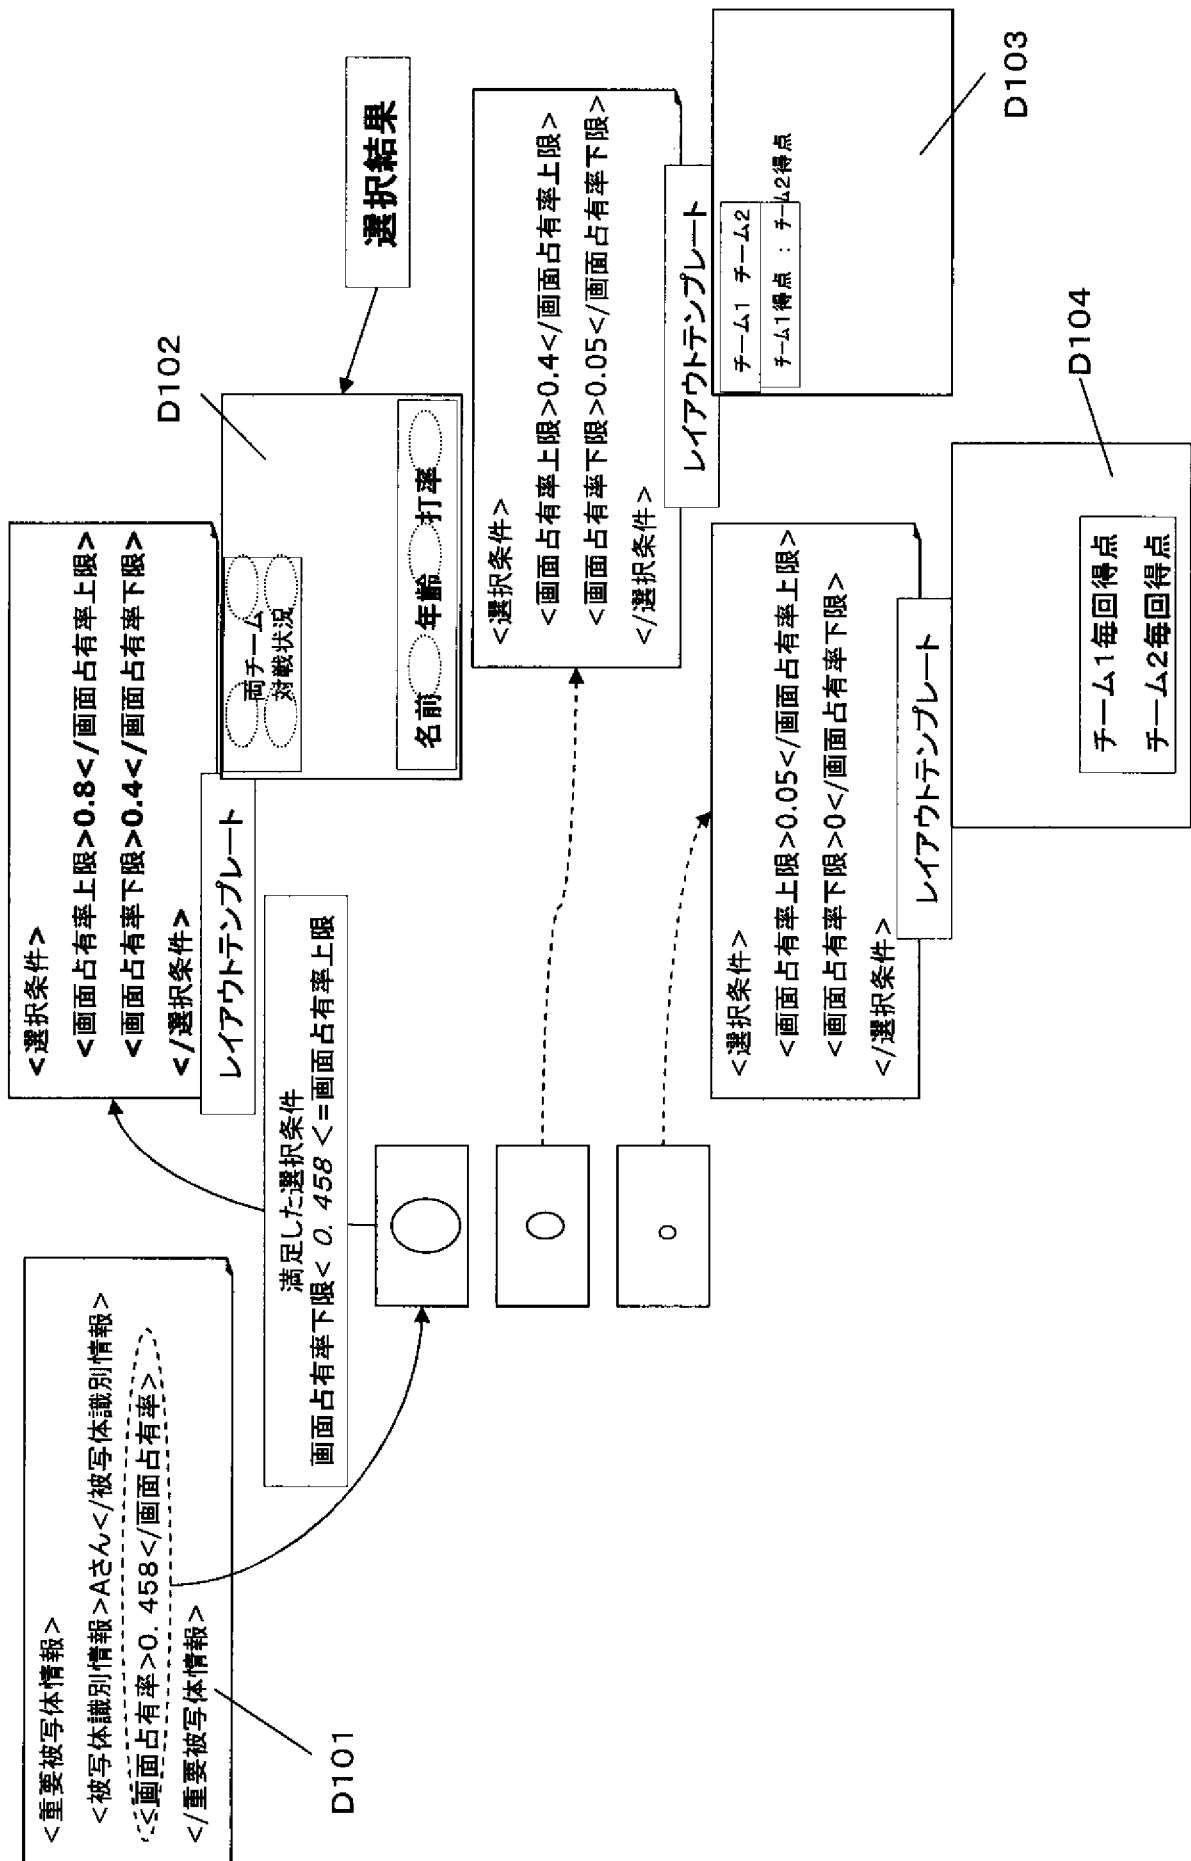 <重要被写体情報>
<被写体識別情報>Aさん</被写体識別情報>
<画面占有率>0.458</画面占有率>
</重要被写体情報>
D101
満足した選択条件
画面占有率下限<0.458<=画面占有率上限
<選択条件>
<画面占有率上限>0.8</画面占有率上限>
<画面占有率下限>0.4</画面占有率下限>
</選択条件>
レイアウトテンプレート
両チーム
対戦状況
名前 年齢 打率
D102
選択結果
<選択条件>
<画面占有率上限>0.4</画面占有率上限>
<画面占有率下限>0.05</画面占有率下限>
</選択条件>
レイアウトテンプレート
チーム1 チーム2
チーム1得点 : チーム2得点
D103
<選択条件>
<画面占有率上限>0.05</画面占有率上限>
<画面占有率下限>0</画面占有率下限>
</選択条件>
レイアウトテンプレート
チーム1毎回得点
チーム2毎回得点
D104